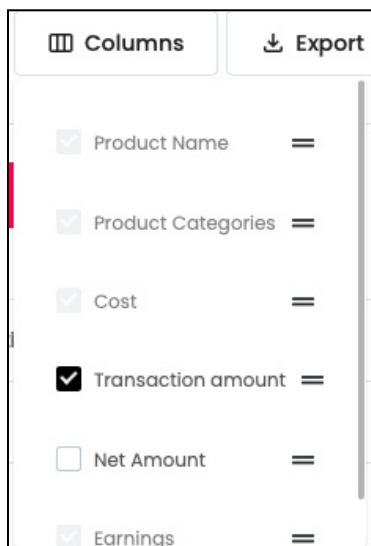 Columns
Export
Product Name
Product Categories
Cost
Transaction amount
Net Amount
Earnings